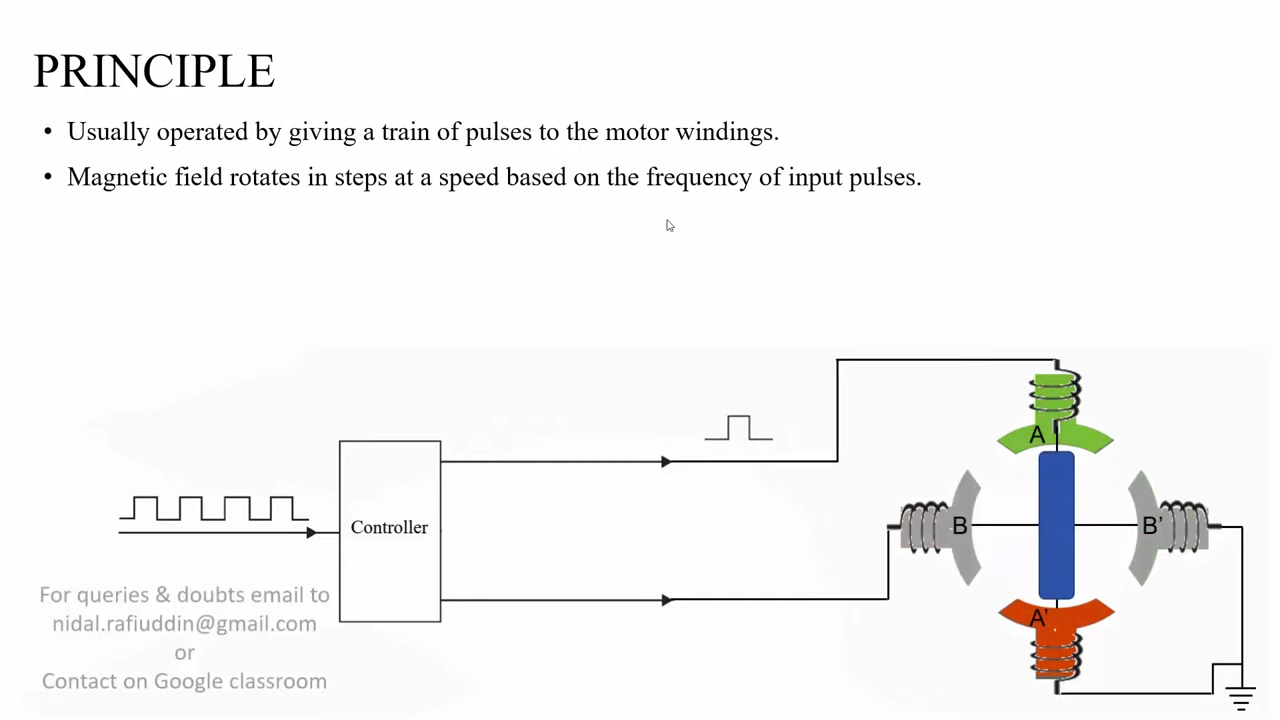 PRINCIPLE
• Usually operated by giving a train of pulses to the motor windings.
• Magnetic field rotates in steps at a speed based on the frequency of input pulses.
A
Controller
B
B'
A'
For queries & doubts email to
nidal.rafiuddin@gmail.com
or
Contact on Google classroom